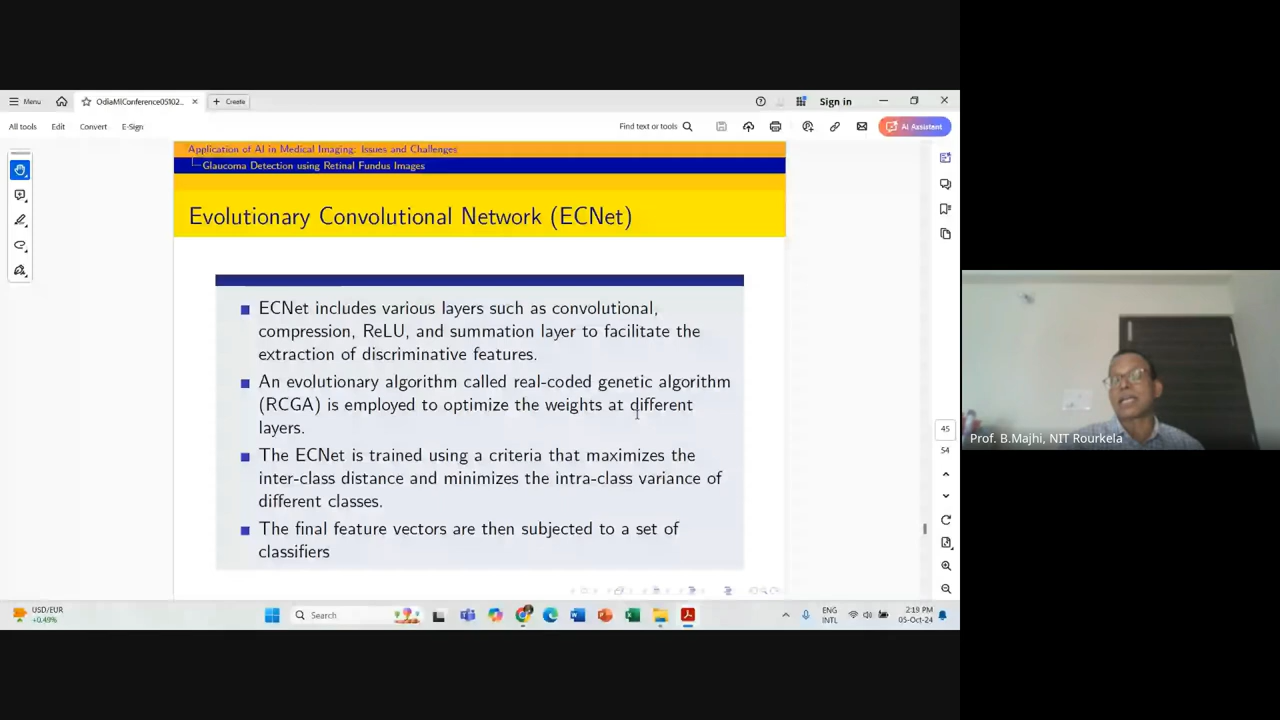 Menu
OdiaMlConference05102...
Create
Sign in
All tools
Edit
Convert
E-Sign
Find text or tools
AI Assistant
Application of AI in Medical Imaging: Issues and Challenges
Glaucoma Detection using Retinal Fundus Images
Evolutionary Convolutional Network (ECNet)
ECNet includes various layers such as convolutional,
compression, ReLU, and summation layer to facilitate the
extraction of discriminative features.
An evolutionary algorithm called real-coded genetic algorithm
(RCGA) is employed to optimize the weights at different
layers.
The ECNet is trained using a criteria that maximizes the
inter-class distance and minimizes the intra-class variance of
different classes.
The final feature vectors are then subjected to a set of
classifiers
45
54
Prof. B.Majhi, NIT Rourkela
USD/EUR
+0.49%
Search
ENG
INTL
2:19 PM
05-Oct-24